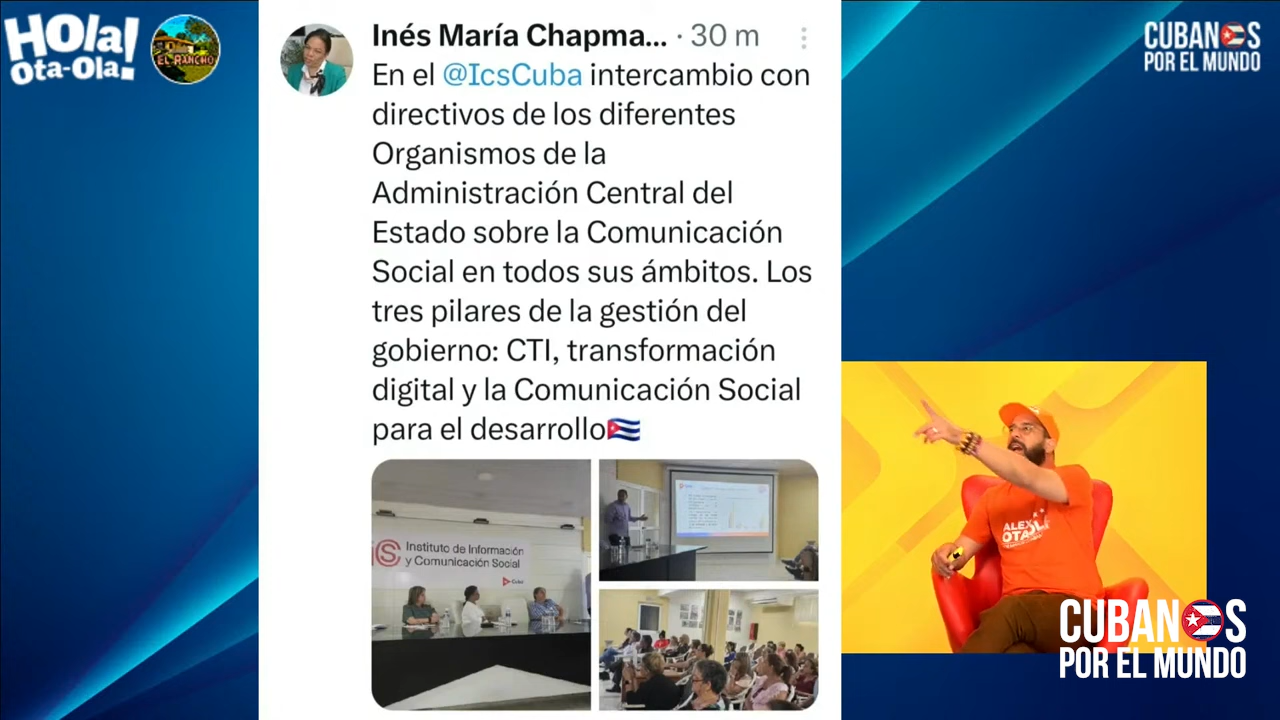 Hola!
Ota-Ola!
EL RANCHO
CUBANOS
POR EL MUNDO
Inés María Chapma... · 30 m
En el @IcsCuba intercambio con
directivos de los diferentes
Organismos de la
Administración Central del
Estado sobre la Comunicación
Social en todos sus ámbitos. Los
tres pilares de la gestión del
gobierno: CTI, transformación
digital y la Comunicación Social
para el desarrollo
Instituto de Información
y Comunicación Social
Cuba
ALEX
OTAOLA
CUBANOS
POR EL MUNDO